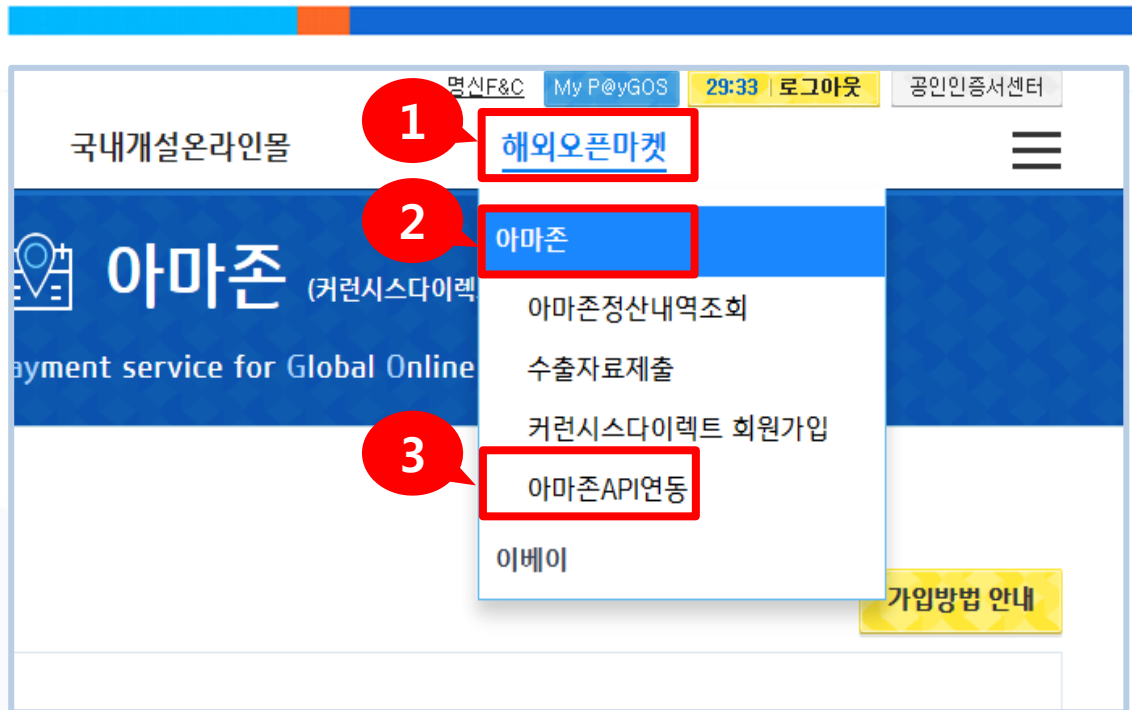 명신F&C My P@yGOS 29:33 로그아웃 공인인증서센터
1
국내개설온라인몰 해외오픈마켓
2
아마존
아마존 (커런시스다이렉
아마존정산내역조회
ayment service for Global Online
수출자료제출
커런시스다이렉트 회원가입
3
아마존API연동
이베이
가입방법 안내